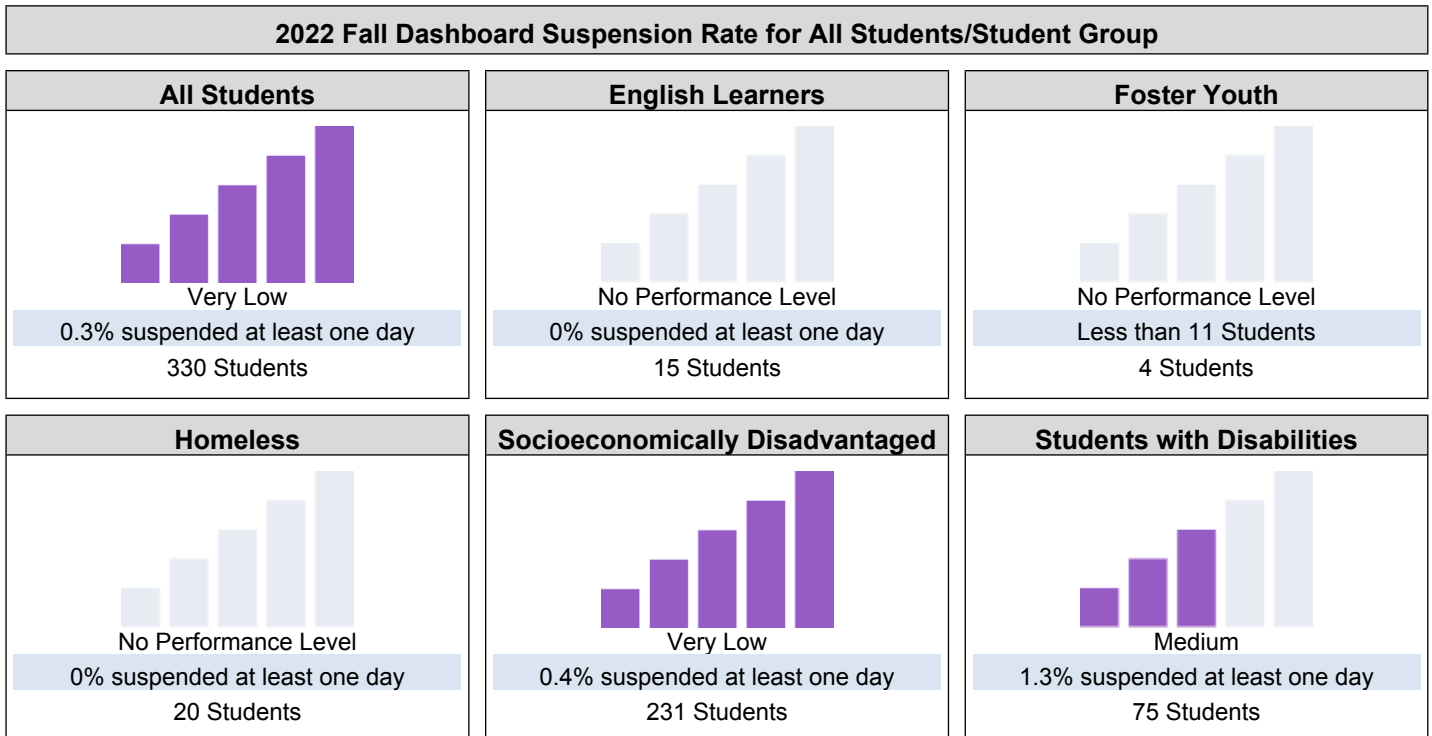 2022 Fall Dashboard Suspension Rate for All Students/Student Group
All Students
Very Low
0.3% suspended at least one day
330 Students
English Learners
No Performance Level
0% suspended at least one day
15 Students
Foster Youth
No Performance Level
Less than 11 Students
4 Students
Homeless
No Performance Level
0% suspended at least one day
20 Students
Socioeconomically Disadvantaged
Very Low
0.4% suspended at least one day
231 Students
Students with Disabilities
Medium
1.3% suspended at least one day
75 Students